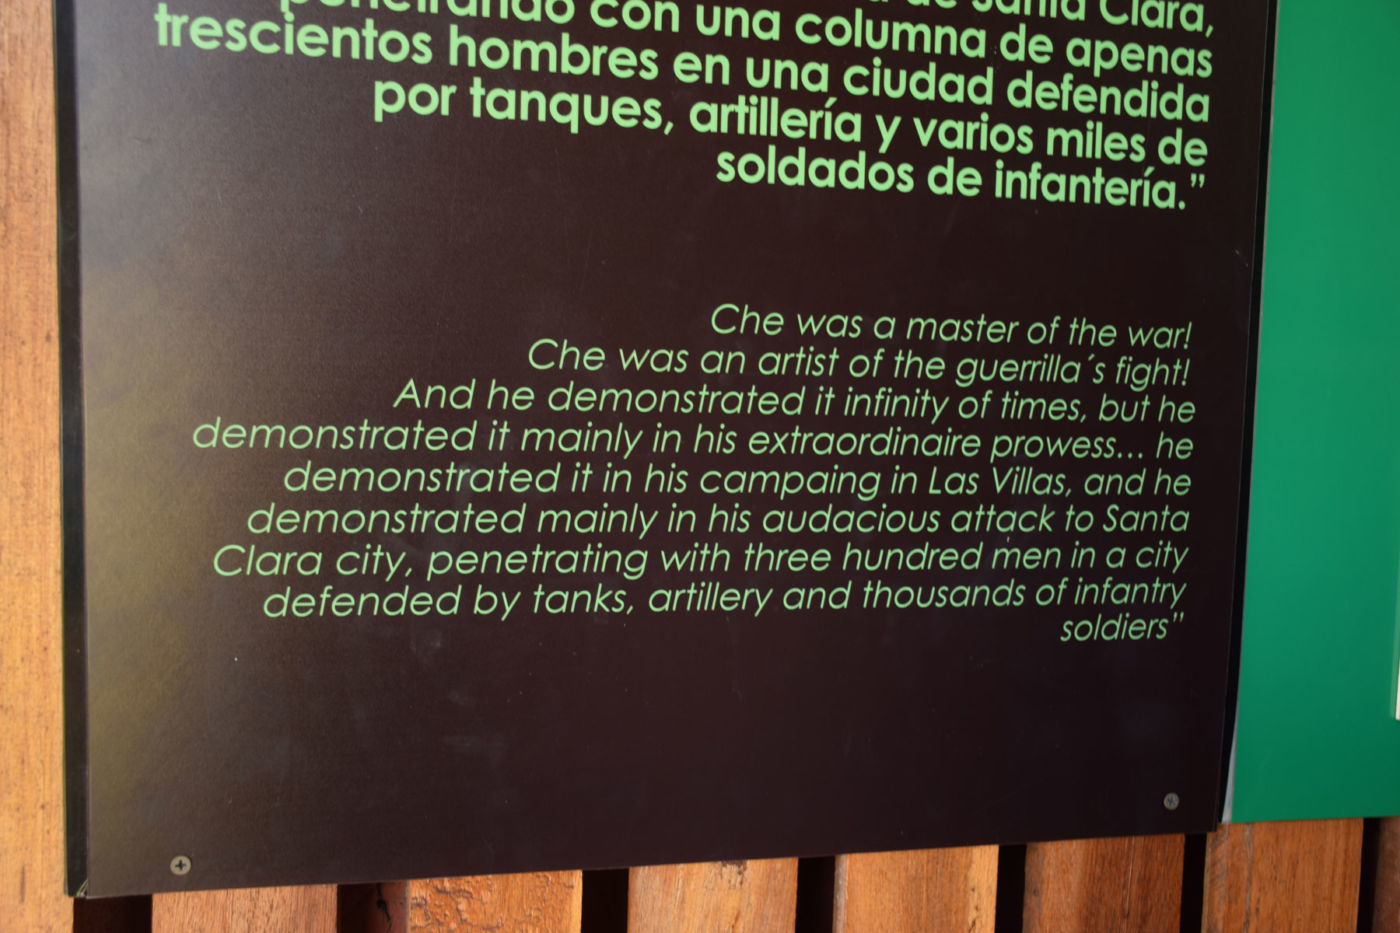 de Santa Clara,
penetrando con una columna de apenas
trescientos hombres en una ciudad defendida
por tanques, artillería y varios miles de
soldados de infantería.”
Che was a master of the war!
Che was an artist of the guerrilla´s fight!
And he demonstrated it infinity of times, but he
demonstrated it mainly in his extraordinaire prowess... he
demonstrated it in his campaing in Las Villas, and he
demonstrated mainly in his audacious attack to Santa
Clara city, penetrating with three hundred men in a city
defended by tanks, artillery and thousands of infantry
soldiers”